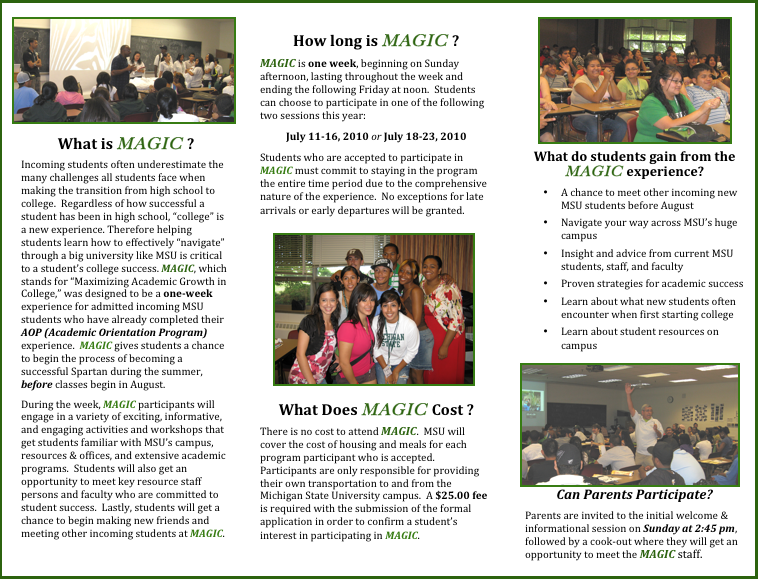 What is MAGIC ?
Incoming students often underestimate the
many challenges all students face when
making the transition from high school to
college.  Regardless of how successful a
student has been in high school, “college” is
a new experience. Therefore helping
students learn how to effectively “navigate”
through a big university like MSU is critical
to a student’s college success. MAGIC, which
stands for “Maximizing Academic Growth in
College,” was designed to be a one-week
experience for admitted incoming MSU
students who have already completed their
AOP (Academic Orientation Program)
experience.  MAGIC gives students a chance
to begin the process of becoming a
successful Spartan during the summer,
before classes begin in August.
During the week, MAGIC participants will
engage in a variety of exciting, informative,
and engaging activities and workshops that
get students familiar with MSU’s campus,
resources & offices, and extensive academic
programs.  Students will also get an
opportunity to meet key resource staff
persons and faculty who are committed to
student success.  Lastly, students will get a
chance to begin making new friends and
meeting other incoming students at MAGIC.
How long is MAGIC ?
MAGIC is one week, beginning on Sunday
afternoon, lasting throughout the week and
ending the following Friday at noon.  Students
can choose to participate in one of the following
two sessions this year:
July 11-16, 2010 or July 18-23, 2010
Students who are accepted to participate in
MAGIC must commit to staying in the program
the entire time period due to the comprehensive
nature of the experience.  No exceptions for late
arrivals or early departures will be granted.
What Does MAGIC Cost ?
There is no cost to attend MAGIC.  MSU will
cover the cost of housing and meals for each
program participant who is accepted.
Participants are only responsible for providing
their own transportation to and from the
Michigan State University campus.  A $25.00 fee
is required with the submission of the formal
application in order to confirm a student’s
interest in participating in MAGIC.
What do students gain from the
MAGIC experience?
• A chance to meet other incoming new
MSU students before August
• Navigate your way across MSU’s huge
campus
• Insight and advice from current MSU
students, staff, and faculty
• Proven strategies for academic success
• Learn about what new students often
encounter when first starting college
• Learn about student resources on
campus
Can Parents Participate?
Parents are invited to the initial welcome &
informational session on Sunday at 2:45 pm,
followed by a cook-out where they will get an
opportunity to meet the MAGIC staff.